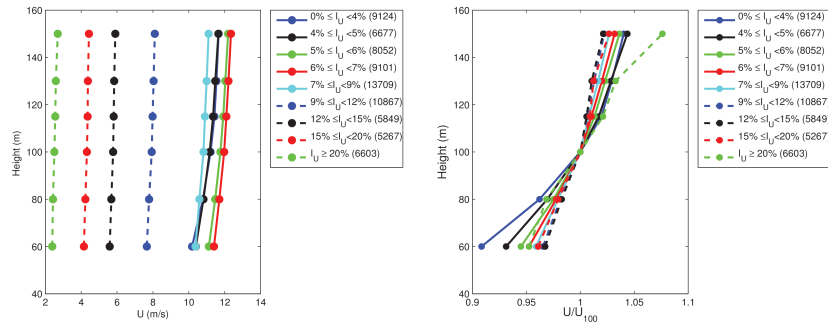 160
140
120
100
80
60
40
Height (m)
2 4 6 8 10 12 14
U (m/s)
0% ≤ I_U <4% (9124)
4% ≤ I_U <5% (6677)
5% ≤ I_U <6% (8052)
6% ≤ I_U <7% (9101)
7% ≤I_U<9% (13709)
9% ≤I_U<12% (10867)
12% ≤I_U<15% (5849)
15% ≤I_U<20% (5267)
I_U ≥ 20% (6603)
160
140
120
100
80
60
40
Height (m)
0.9 0.95 1 1.05 1.1
U/U_100
0% ≤ I_U <4% (9124)
4% ≤ I_U <5% (6677)
5% ≤ I_U <6% (8052)
6% ≤ I_U <7% (9101)
7% ≤I_U<9% (13709)
9% ≤I_U<12% (10867)
12% ≤I_U<15% (5849)
15% ≤I_U<20% (5267)
I_U ≥ 20% (6603)